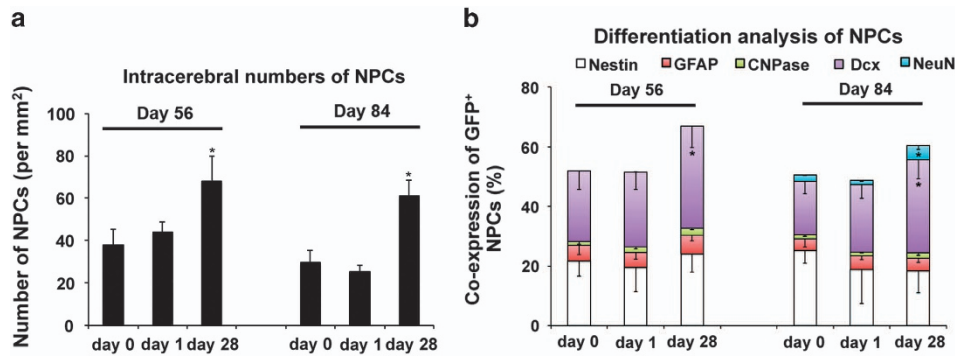 a
Intracerebral numbers of NPCs
Number of NPCs (per mm²)
100
80
60
40
20
0
Day 56
Day 84
*
*
day 0 day 1 day 28 day 0 day 1 day 28
b
Differentiation analysis of NPCs
Nestin GFAP CNPase Dcx NeuN
Co-expression of GFP⁺
NPCs (%)
80
60
40
20
0
Day 56
Day 84
*
*
*
day 0 day 1 day 28 day 0 day 1 day 28